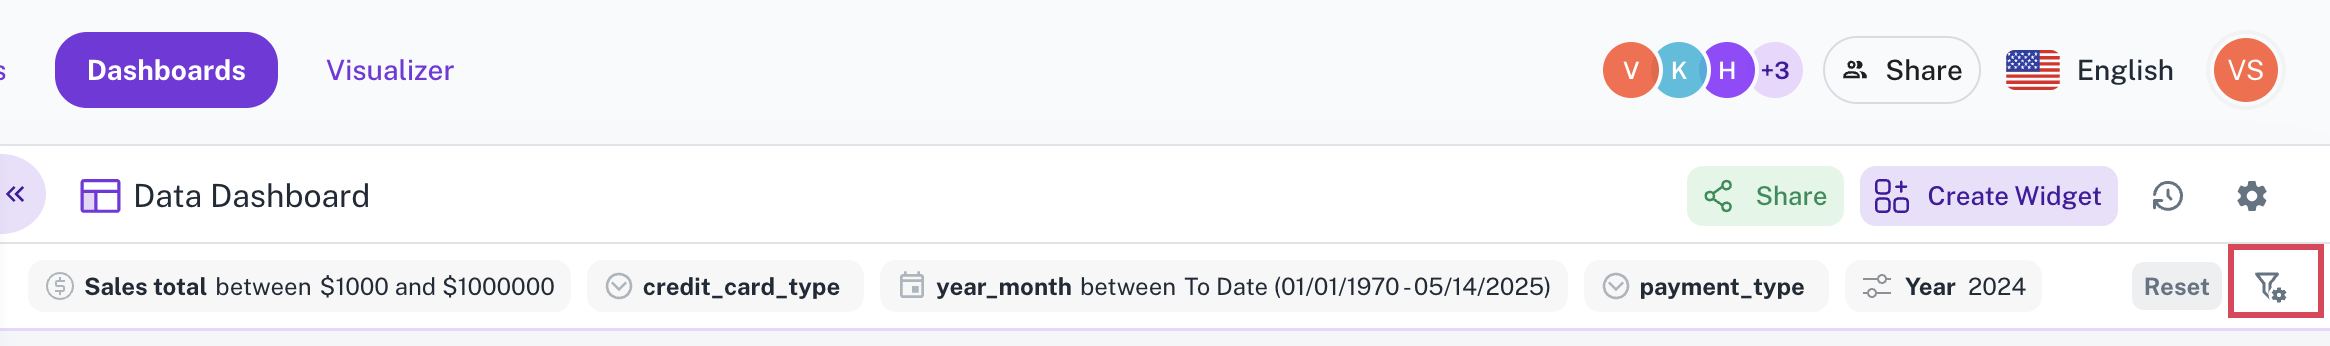 s Dashboards Visualizer V K H +3 Share English VS
Data Dashboard Share Create Widget
Sales total between $1000 and $1000000 credit_card_type year_month between To Date (01/01/1970 - 05/14/2025) payment_type Year 2024 Reset